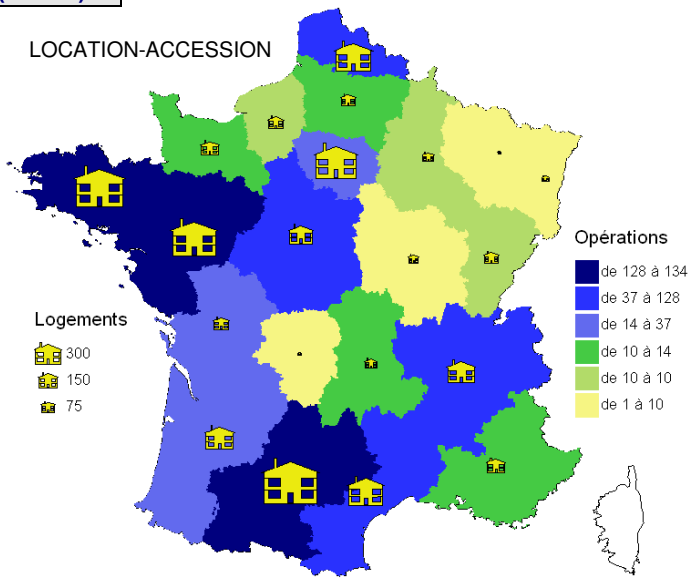 LOCATION-ACCESSION
Opérations
de 128 à 134
de 37 à 128
de 14 à 37
de 10 à 14
de 10 à 10
de 1 à 10
Logements
300
150
75